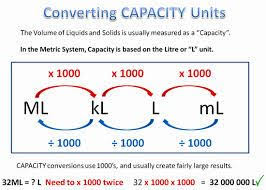 Converting CAPACITY Units
The Volume of Liquids and Solids is usually measured as a "Capacity".
In the Metric System, Capacity is based on the Litre or "L" unit.
x 1000 x 1000 x 1000
ML kL L mL
÷ 1000 ÷ 1000 ÷ 1000
CAPACITY conversions use 1000's, and usually create fairly large results.
32ML = ? L Need to x 1000 twice 32 x 1000 x 1000 = 32 000 000 L✓